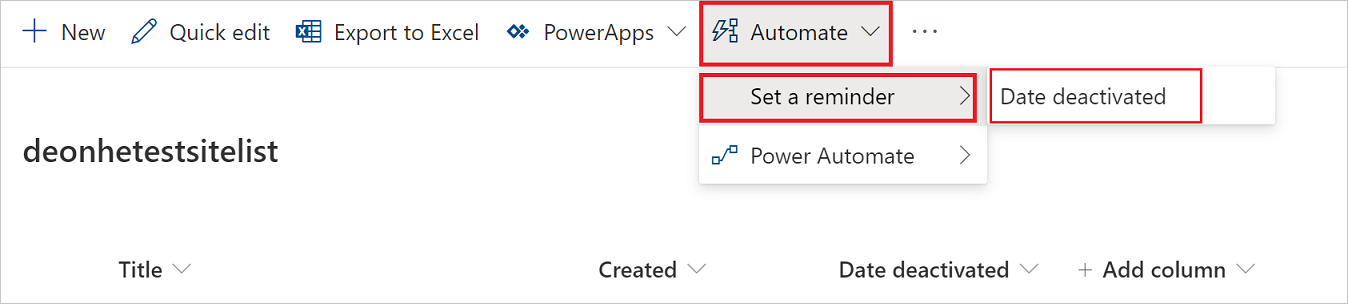 New Quick edit Export to Excel PowerApps Automate ...
Set a reminder Date deactivated
deonhetestsitelist
Power Automate
Title Created Date deactivated + Add column